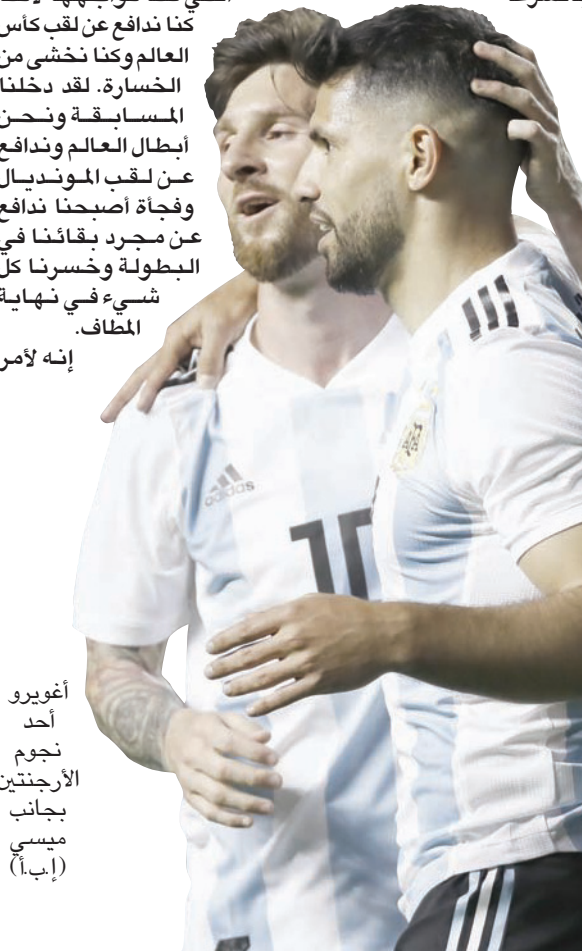 كنا ندافع عن لقب كأس
العالم وكنا نخشى من
الخسارة. لقد دخلنا
المسابقة ونحن
أبطال العالم وندافع
عن لقب المونديال
وفجأة أصبحنا ندافع
عن مجرد بقائنا في
البطولة وخسرنا كل
شيء في نهاية
المطاف.
إنه لأمر
adidas
10
أغويرو
أحد
نجوم
الأرجنتين
بجانب
ميسي
(إ.ب.أ)